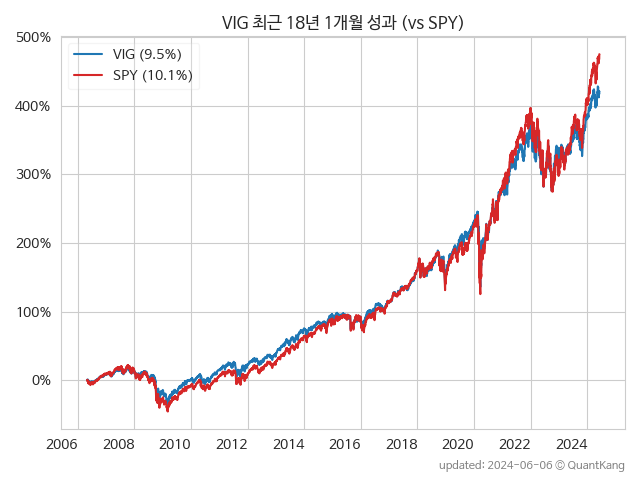 VIG 최근 18년 1개월 성과 (vs SPY)
500%
400%
300%
200%
100%
0%
VIG (9.5%)
SPY (10.1%)
2006 2008 2010 2012 2014 2016 2018 2020 2022 2024
updated: 2024-06-06 © QuantKang